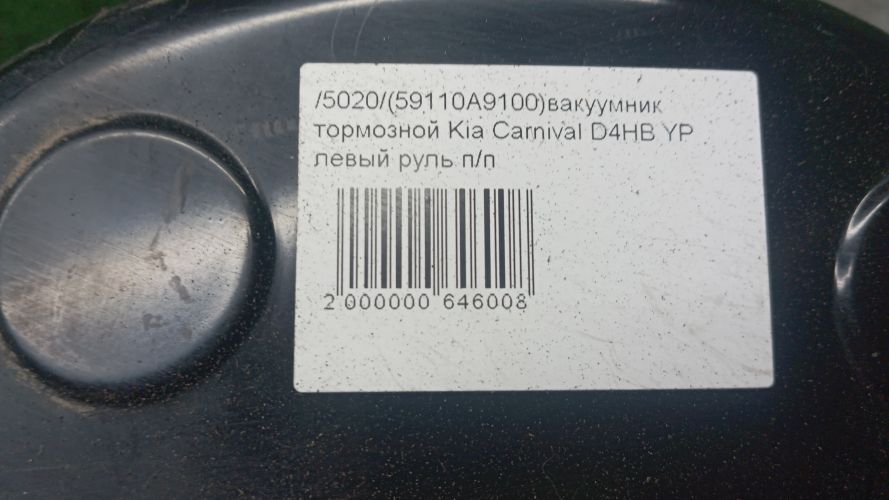 /5020/(59110A9100)вакуумник
тормозной Kia Carnival D4HB YP
левый руль п/п
2 000000 646008